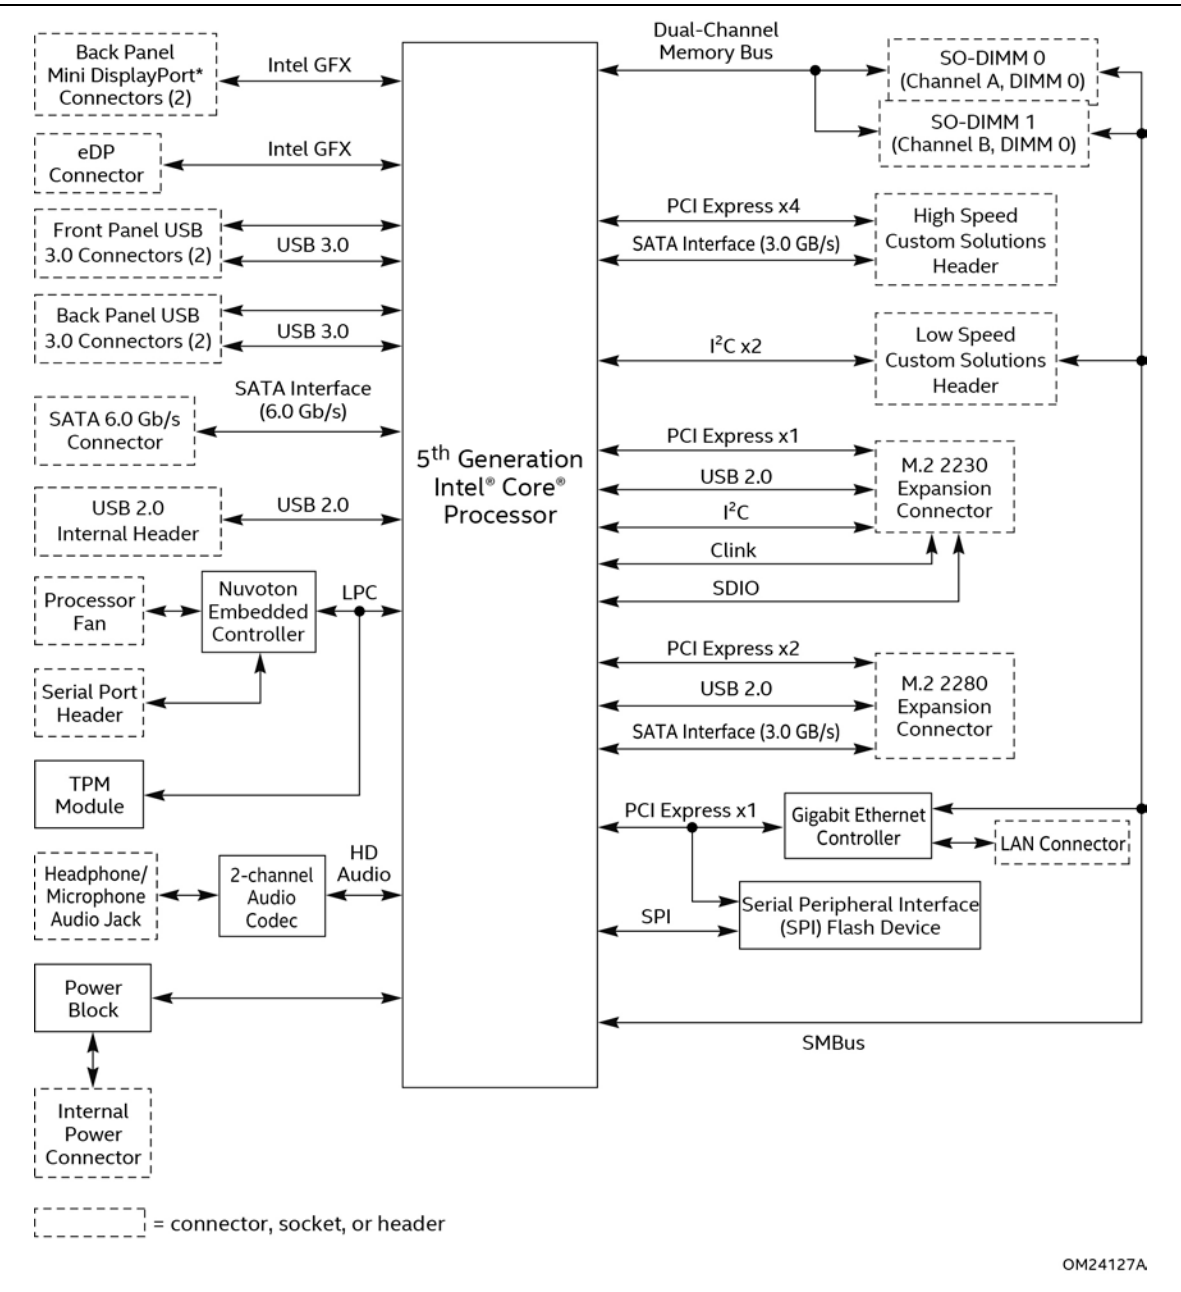 Back Panel
Mini DisplayPort*
Connectors (2)
Intel GFX
eDP
Connector
Intel GFX
Front Panel USB
3.0 Connectors (2)
USB 3.0
Back Panel USB
3.0 Connectors (2)
USB 3.0
SATA Interface
(6.0 Gb/s)
SATA 6.0 Gb/s
Connector
USB 2.0
Internal Header
USB 2.0
Processor
Fan
Nuvoton
Embedded
Controller
LPC
Serial Port
Header
TPM
Module
Headphone/
Microphone
Audio Jack
2-channel
Audio
Codec
HD
Audio
Power
Block
Internal
Power
Connector
5th Generation
Intel® Core®
Processor
Dual-Channel
Memory Bus
SO-DIMM 0
(Channel A, DIMM 0)
SO-DIMM 1
(Channel B, DIMM 0)
PCI Express x4
SATA Interface (3.0 GB/s)
High Speed
Custom Solutions
Header
I²C x2
Low Speed
Custom Solutions
Header
PCI Express x1
USB 2.0
I²C
Clink
SDIO
M.2 2230
Expansion
Connector
PCI Express x2
USB 2.0
SATA Interface (3.0 GB/s)
M.2 2280
Expansion
Connector
PCI Express x1
Gigabit Ethernet
Controller
LAN Connector
SPI
Serial Peripheral Interface
(SPI) Flash Device
SMBus
= connector, socket, or header
OM24127A